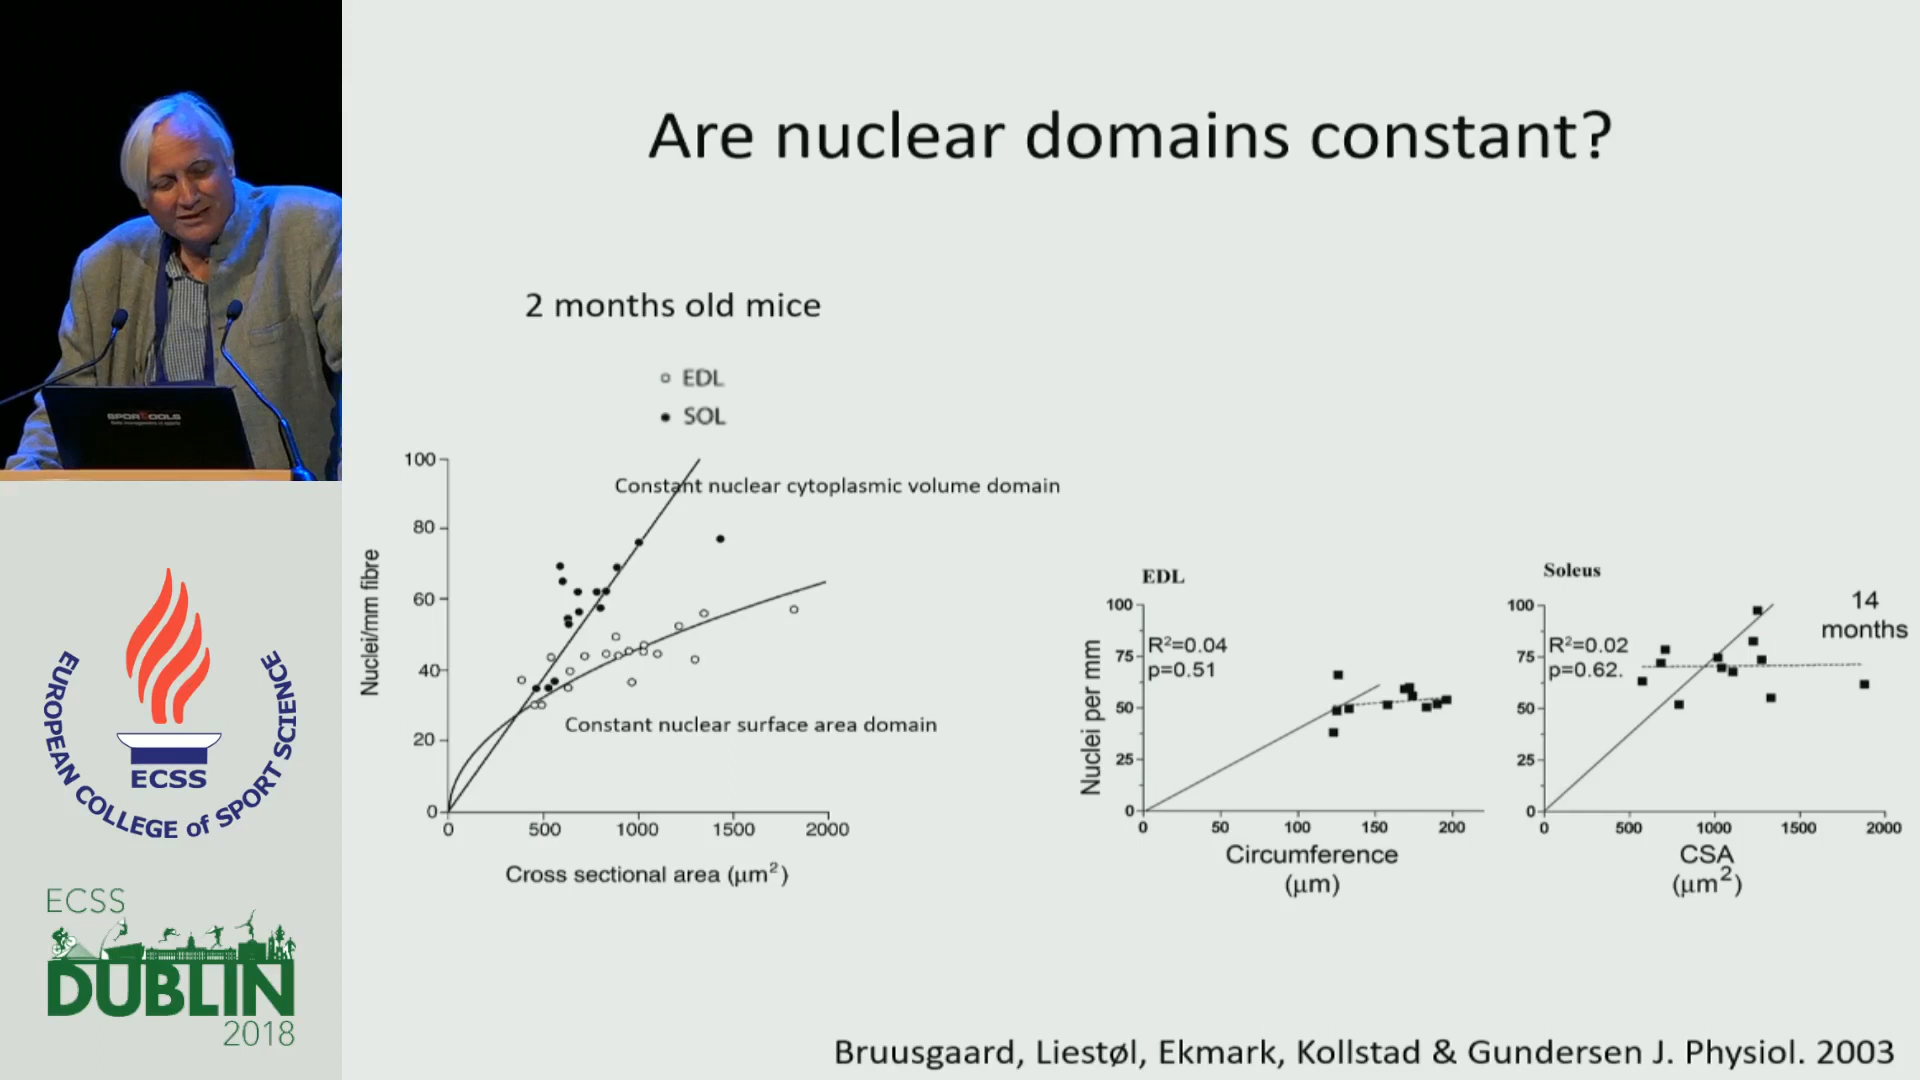 Are nuclear domains constant?
2 months old mice
EDL
SOL
100
80
60
40
20
0
Nuclei/mm fibre
Constant nuclear cytoplasmic volume domain
Constant nuclear surface area domain
0 500 1000 1500 2000
Cross sectional area (µm²)
EDL
100
75
50
25
0
Nuclei per mm
R²=0.04
p=0.51
0 50 100 150 200
Circumference
(µm)
Soleus
14
months
100
75
50
25
0
R²=0.02
p=0.62.
0 500 1000 1500 2000
CSA
(µm²)
Bruusgaard, Liestøl, Ekmark, Kollstad & Gundersen J. Physiol. 2003
EUROPEAN COLLEGE of SPORT SCIENCE
ECSS
ECSS
DUBLIN
2018